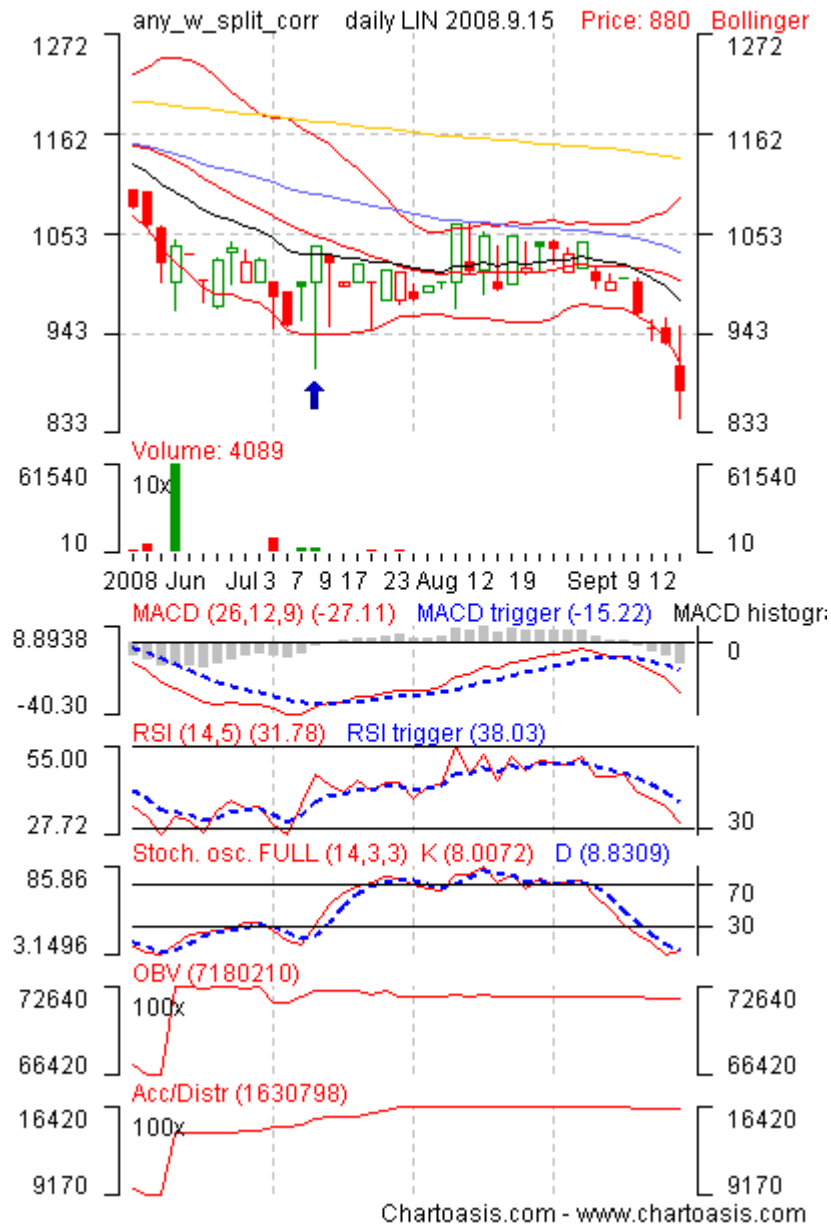 any_w_split_corr daily LIN 2008.9.15 Price: 880 Bollinger
1272 1272
1162 1162
1053 1053
943 943
833 833
Volume: 4089
61540 10x 61540
10 10
2008 Jun Jul 3 7 9 17 23 Aug 12 19 Sept 9 12
MACD (26,12,9) (-27.11) MACD trigger (-15.22) MACD histogra
8.8938 0
-40.30
RSI (14,5) (31.78) RSI trigger (38.03)
55.00
27.72 30
Stoch. osc. FULL (14,3,3) K (8.0072) D (8.8309)
85.86 70
30
3.1496
OBV (7180210)
72640 100x 72640
66420 66420
Acc/Distr (1630798)
16420 100x 16420
9170 9170
Chartoasis.com - www.chartoasis.com